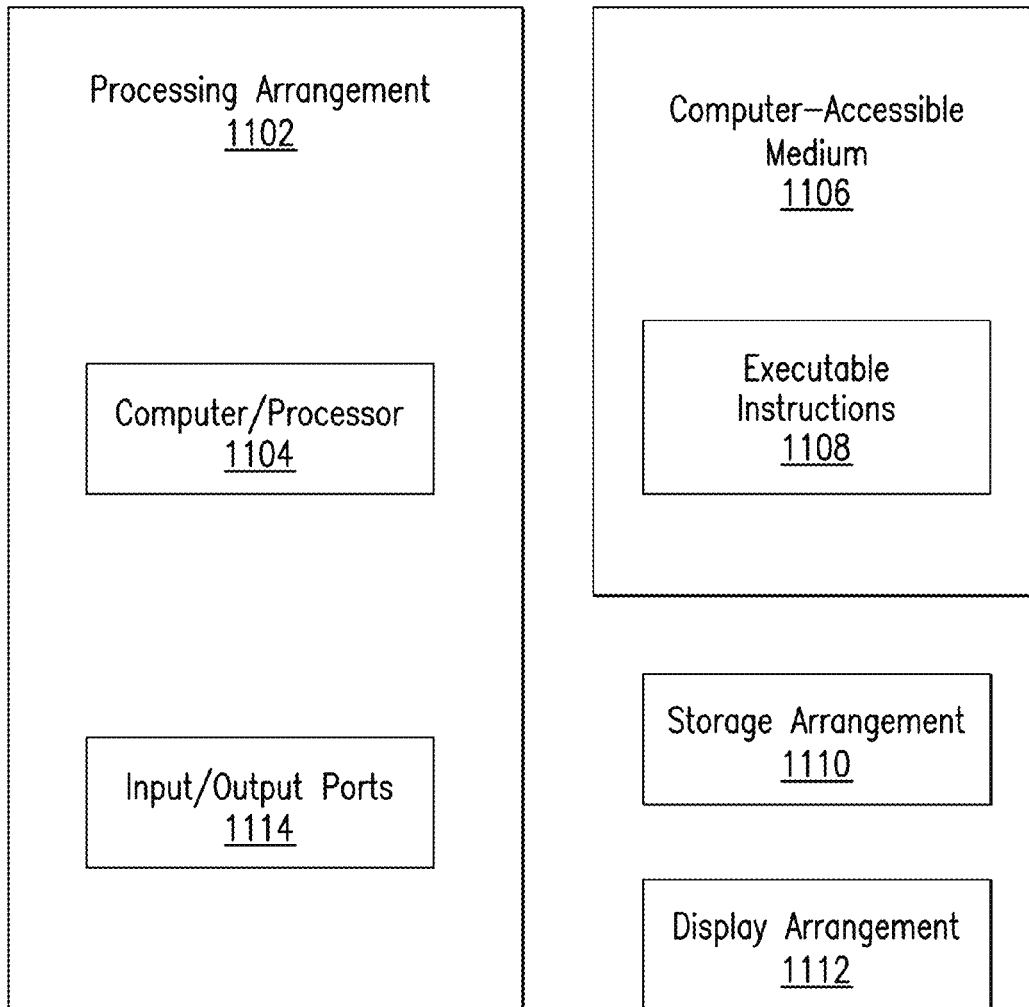 Processing Arrangement
1102
Computer/Processor
1104
Input/Output Ports
1114
Computer-Accessible
Medium
1106
Executable
Instructions
1108
Storage Arrangement
1110
Display Arrangement
1112